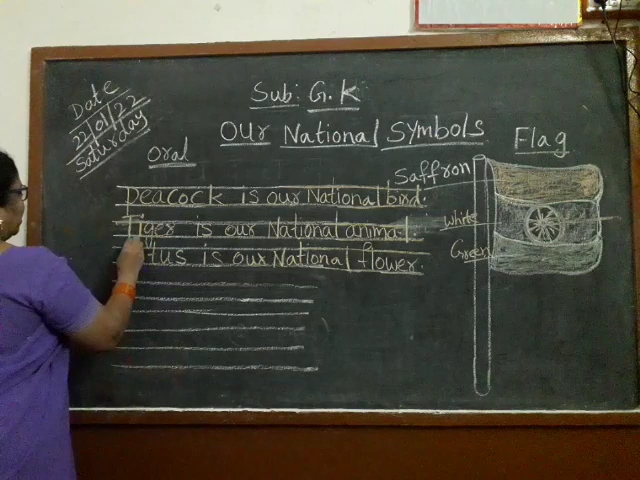 Date
22/01/22
Saturday
Sub: G.K
Our National Symbols
Flag
Oral
Saffron
Peacock is our National bird.
White
Tiger is our National animal.
Green
tus is our National flower.